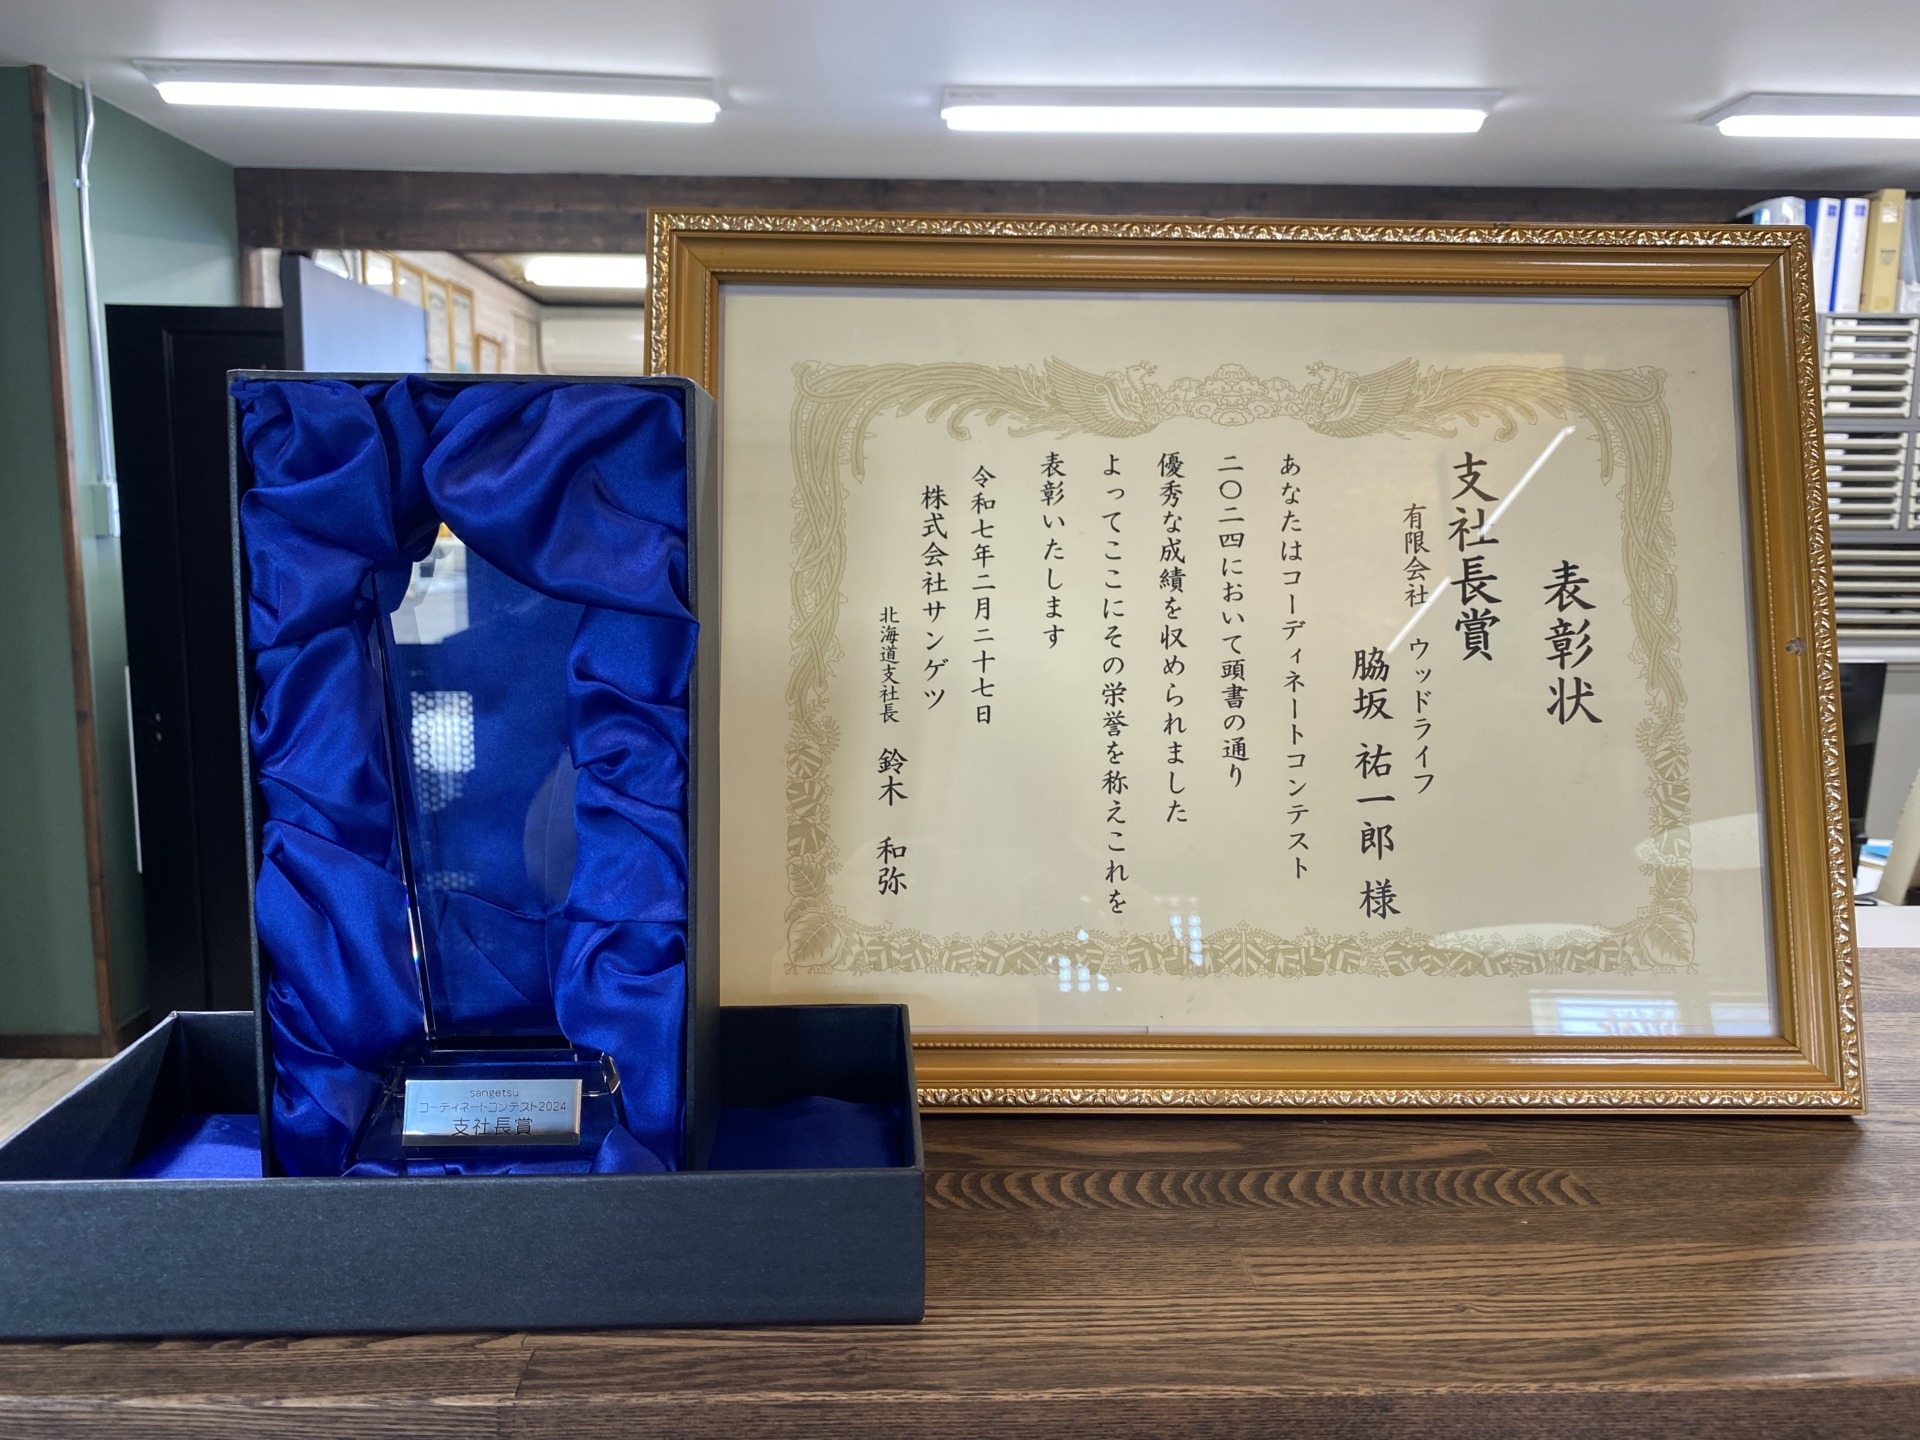 表彰状
支社長賞
有限会社 ウッドライフ
脇坂 祐一郎 様
あなたはコーディネートコンテスト
二〇二四において頭書の通り
優秀な成績を収められました
よってここにその栄誉を称えこれを
表彰いたします
令和七年二月二十七日
株式会社サンゲツ
北海道支社長 鈴木 和弥
sangetsu
コーディネートコンテスト2024
支社長賞